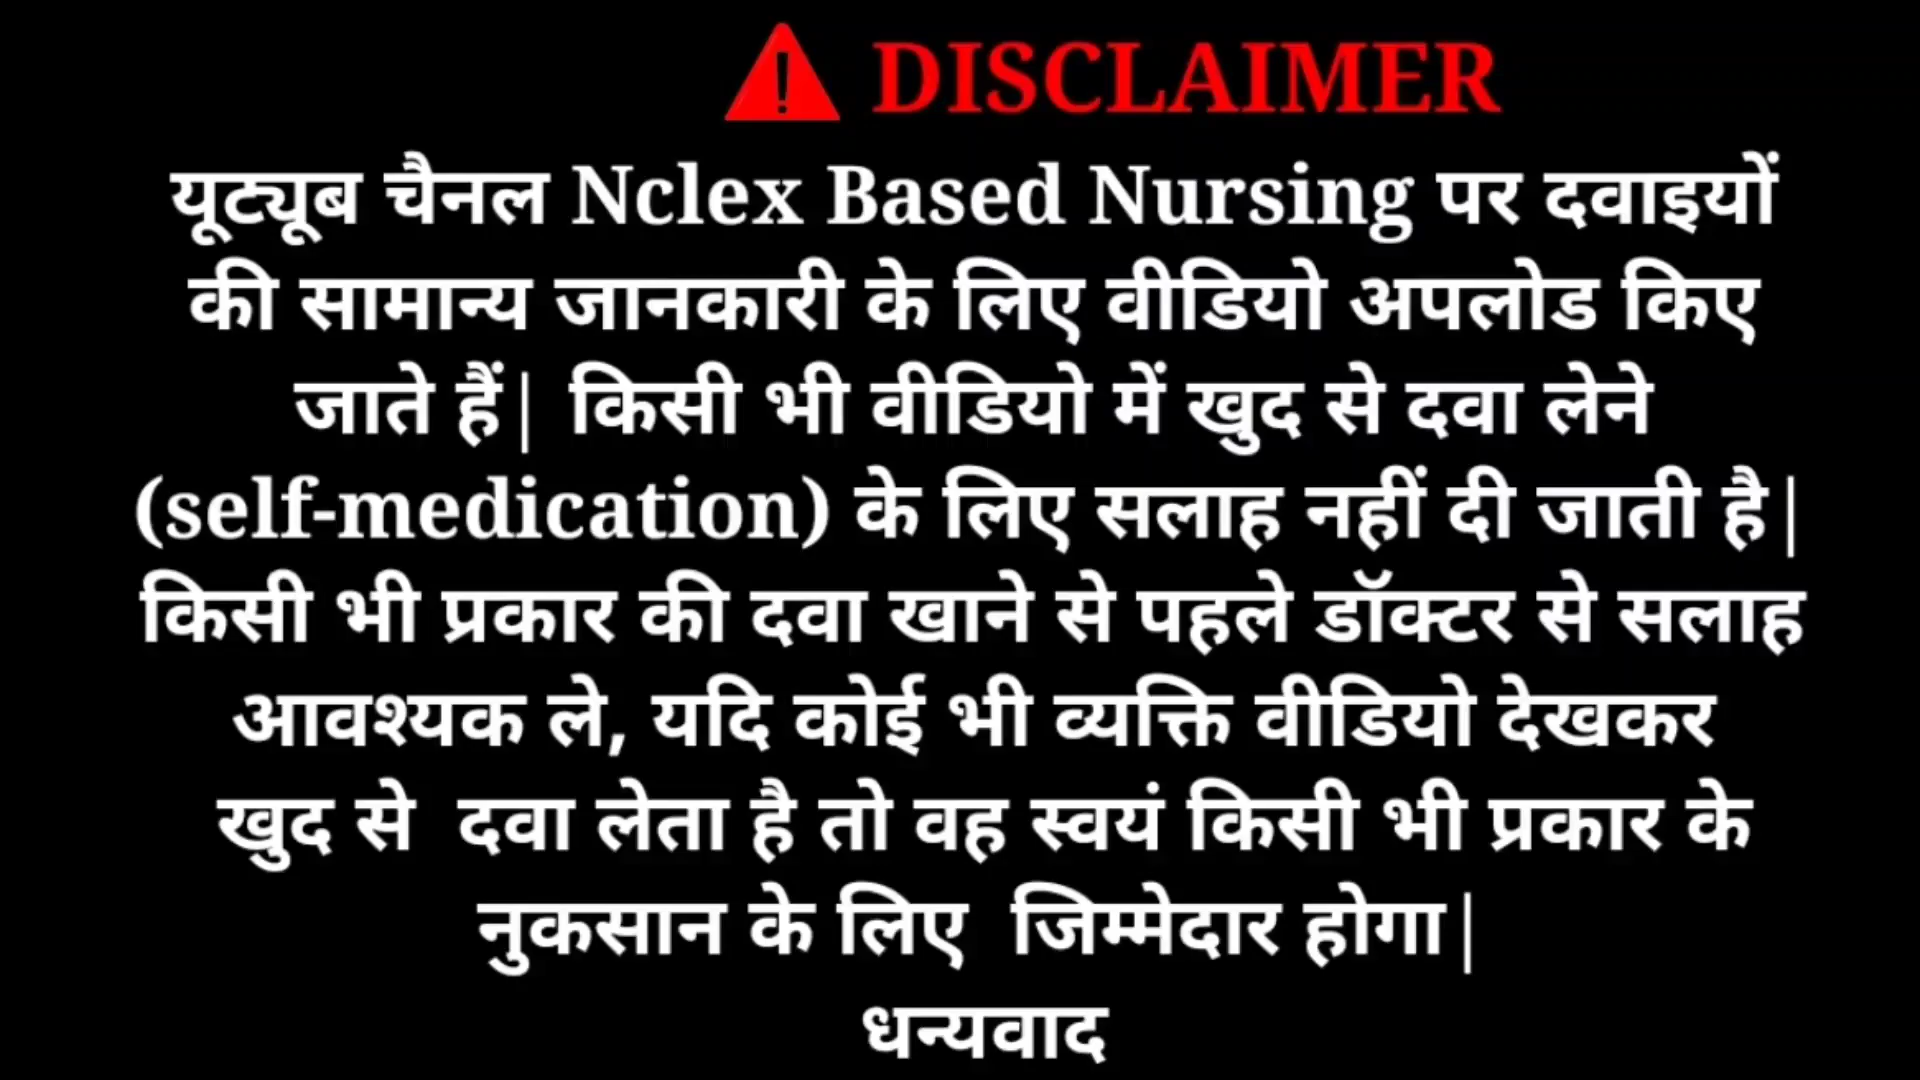 ⚠ DISCLAIMER
यूट्यूब चैनल Nclex Based Nursing पर दवाइयों
की सामान्य जानकारी के लिए वीडियो अपलोड किए
जाते हैं| किसी भी वीडियो में खुद से दवा लेने
(self-medication) के लिए सलाह नहीं दी जाती है|
किसी भी प्रकार की दवा खाने से पहले डॉक्टर से सलाह
आवश्यक ले, यदि कोई भी व्यक्ति वीडियो देखकर
खुद से दवा लेता है तो वह स्वयं किसी भी प्रकार के
नुकसान के लिए जिम्मेदार होगा|
धन्यवाद